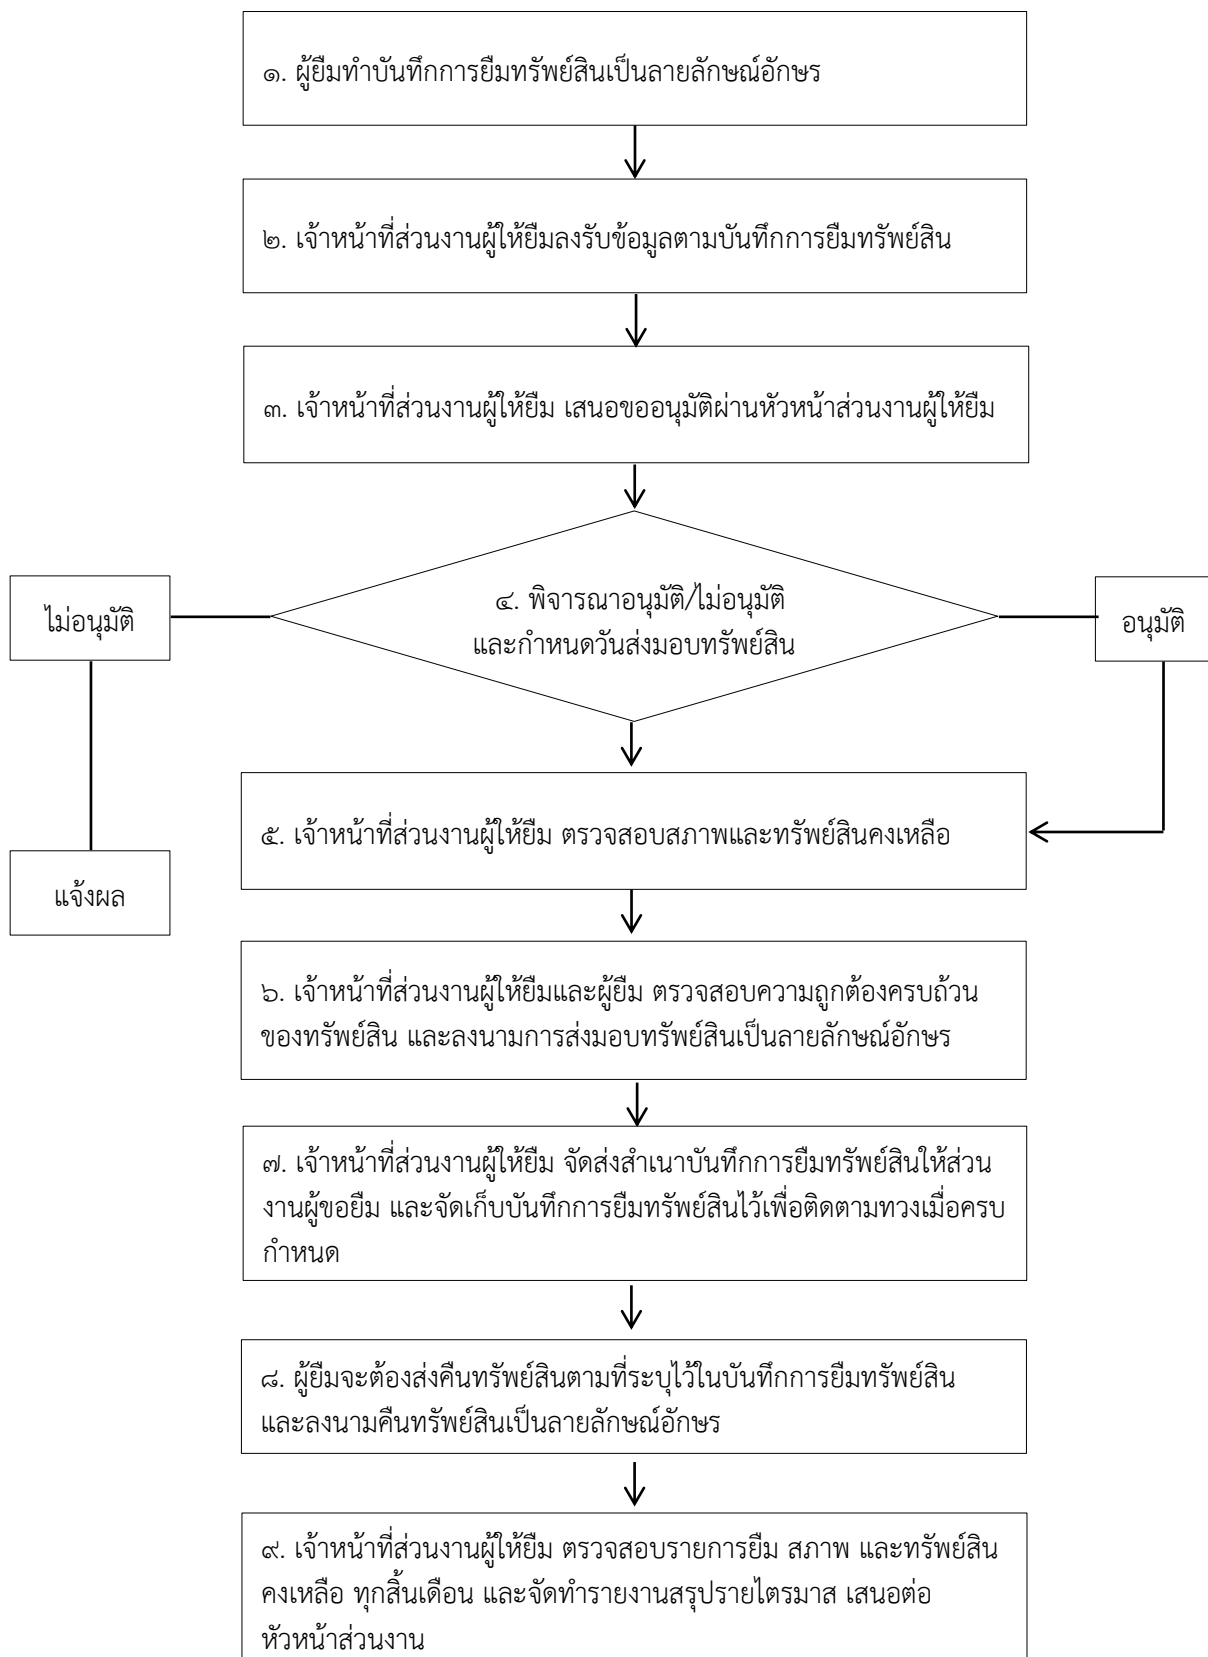 ๑. ผู้ยืมทำบันทึกการยืมทรัพย์สินเป็นลายลักษณ์อักษร
๒. เจ้าหน้าที่ส่วนงานผู้ให้ยืมลงรับข้อมูลตามบันทึกการยืมทรัพย์สิน
๓. เจ้าหน้าที่ส่วนงานผู้ให้ยืม เสนอขออนุมัติผ่านหัวหน้าส่วนงานผู้ให้ยืม
๔. พิจารณาอนุมัติ/ไม่อนุมัติ
และกำหนดวันส่งมอบทรัพย์สิน
ไม่อนุมัติ
อนุมัติ
๕. เจ้าหน้าที่ส่วนงานผู้ให้ยืม ตรวจสอบสภาพและทรัพย์สินคงเหลือ
แจ้งผล
๖. เจ้าหน้าที่ส่วนงานผู้ให้ยืมและผู้ยืม ตรวจสอบความถูกต้องครบถ้วน
ของทรัพย์สิน และลงนามการส่งมอบทรัพย์สินเป็นลายลักษณ์อักษร
๗. เจ้าหน้าที่ส่วนงานผู้ให้ยืม จัดส่งสำเนาบันทึกการยืมทรัพย์สินให้ส่วน
งานผู้ขอยืม และจัดเก็บบันทึกการยืมทรัพย์สินไว้เพื่อติดตามทวงเมื่อครบ
กำหนด
๘. ผู้ยืมจะต้องส่งคืนทรัพย์สินตามที่ระบุไว้ในบันทึกการยืมทรัพย์สิน
และลงนามคืนทรัพย์สินเป็นลายลักษณ์อักษร
๙. เจ้าหน้าที่ส่วนงานผู้ให้ยืม ตรวจสอบรายการยืม สภาพ และทรัพย์สิน
คงเหลือ ทุกสิ้นเดือน และจัดทำรายงานสรุปรายไตรมาส เสนอต่อ
หัวหน้าส่วนงาน